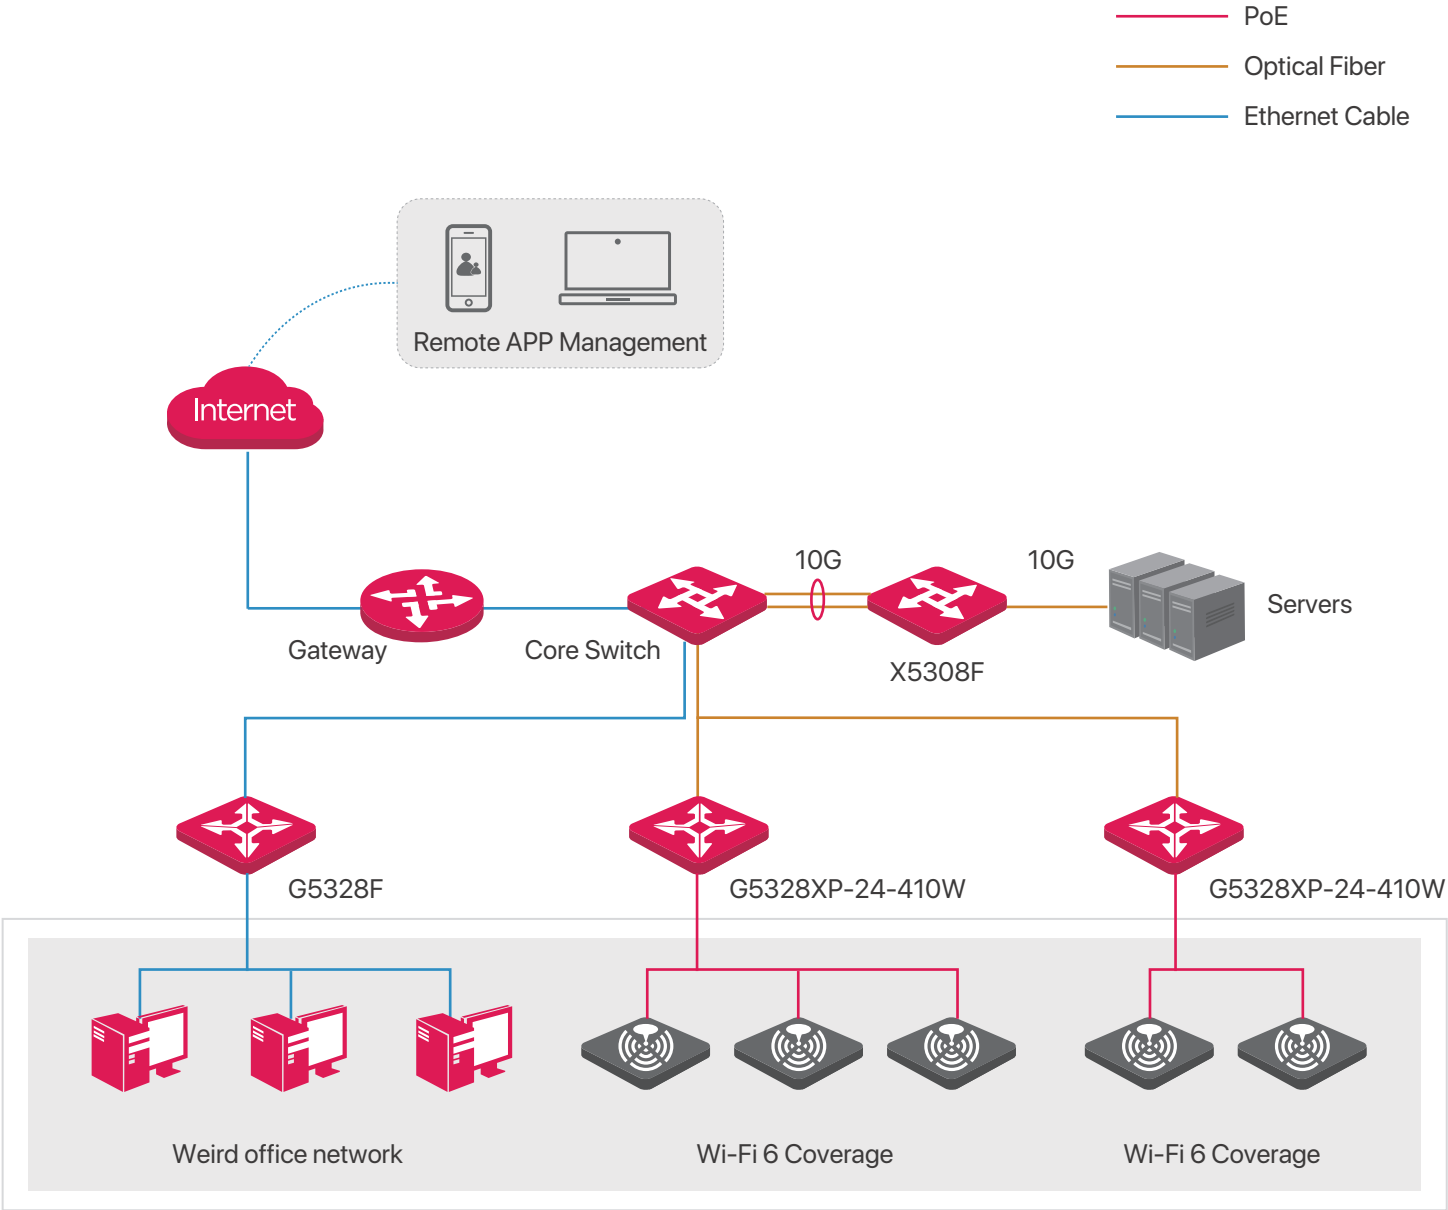 PoE
Optical Fiber
Ethernet Cable
Remote APP Management
Internet
10G
10G
Servers
Gateway
Core Switch
X5308F
G5328F
G5328XP-24-410W
G5328XP-24-410W
Weird office network
Wi-Fi 6 Coverage
Wi-Fi 6 Coverage